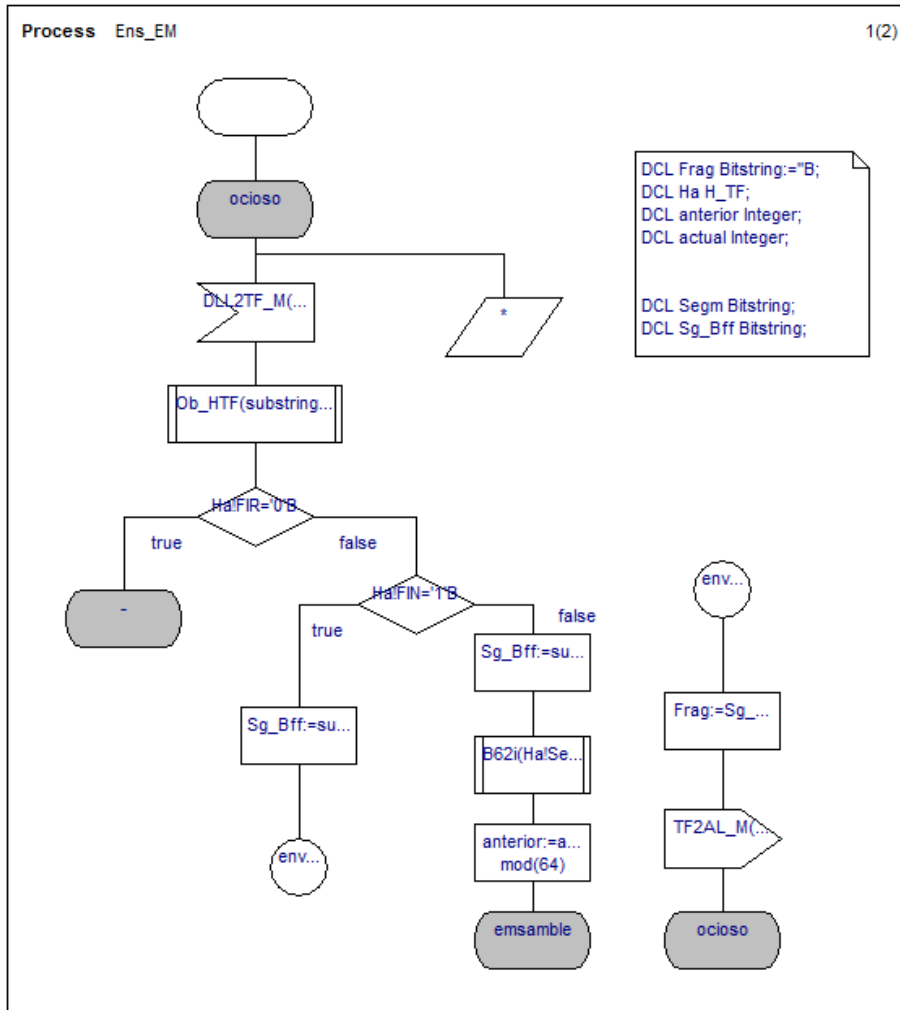 Process Ens_EM
1(2)
ocioso
DCL Frag Bitstring:=''B;
DCL Ha H_TF;
DCL anterior Integer;
DCL actual Integer;
DCL Segm Bitstring;
DCL Sg_Bff Bitstring;
DLL2TF_M(...
*
Ob_HTF(substring...
Ha!FIR='0'B
true
false
-
Ha!FIN='1'B
true
false
env...
Sg_Bff:=su...
Sg_Bff:=su...
Frag:=Sg_...
B62i(Ha!Se...
env...
anterior:=a...
mod(64)
TF2AL_M(...
emsamble
ocioso